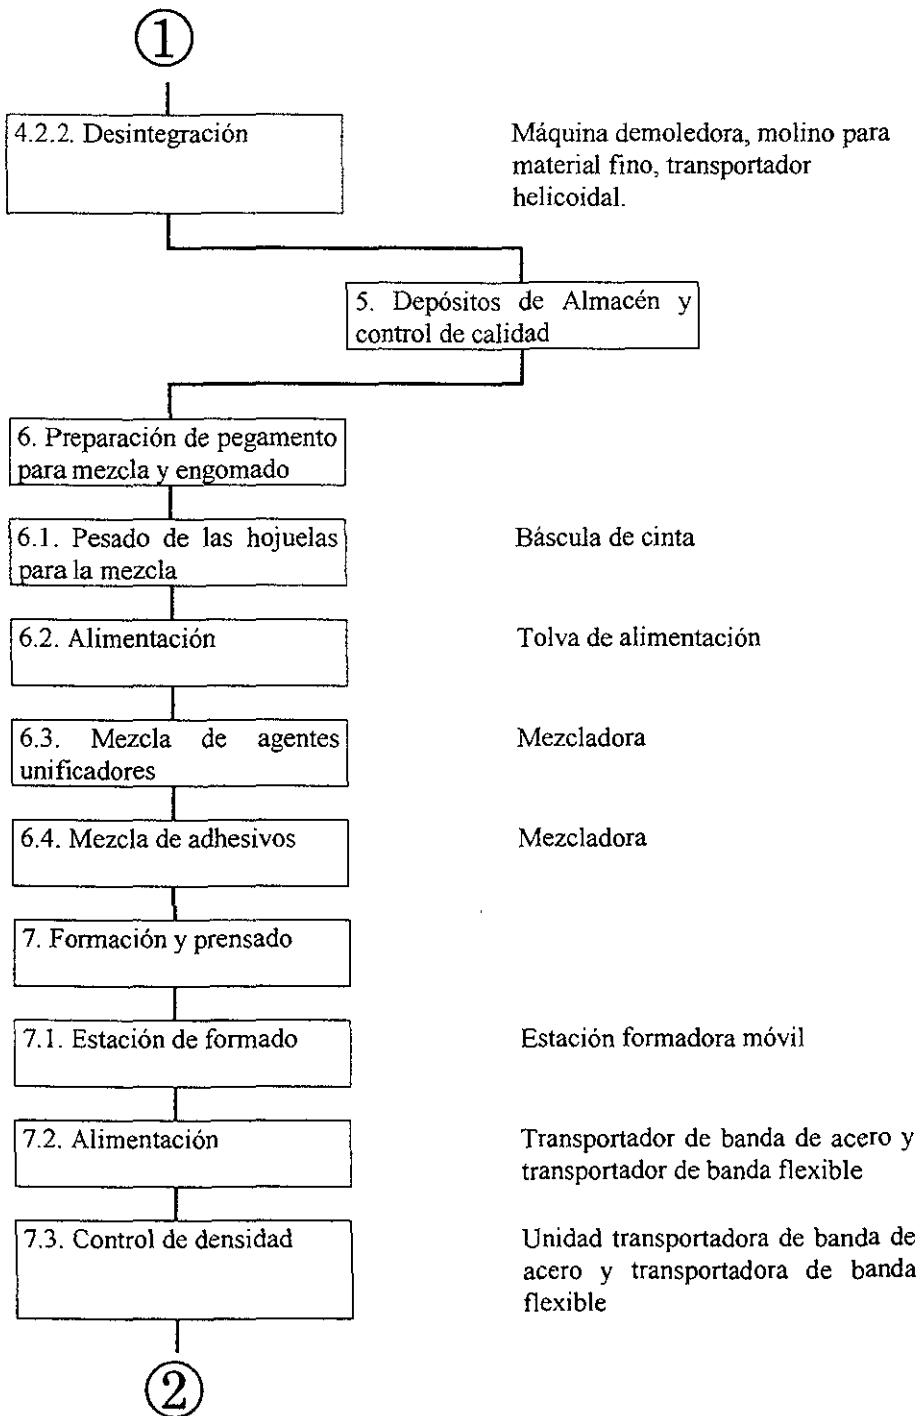 1
4.2.2. Desintegración
Máquina demoledora, molino para
material fino, transportador
helicoidal.
5. Depósitos de Almacén y
control de calidad
6. Preparación de pegamento
para mezcla y engomado
6.1. Pesado de las hojuelas
para la mezcla
Báscula de cinta
6.2. Alimentación
Tolva de alimentación
6.3. Mezcla de agentes
unificadores
Mezcladora
6.4. Mezcla de adhesivos
Mezcladora
7. Formación y prensado
7.1. Estación de formado
Estación formadora móvil
7.2. Alimentación
Transportador de banda de acero y
transportador de banda flexible
7.3. Control de densidad
Unidad transportadora de banda de
acero y transportadora de banda
flexible
2